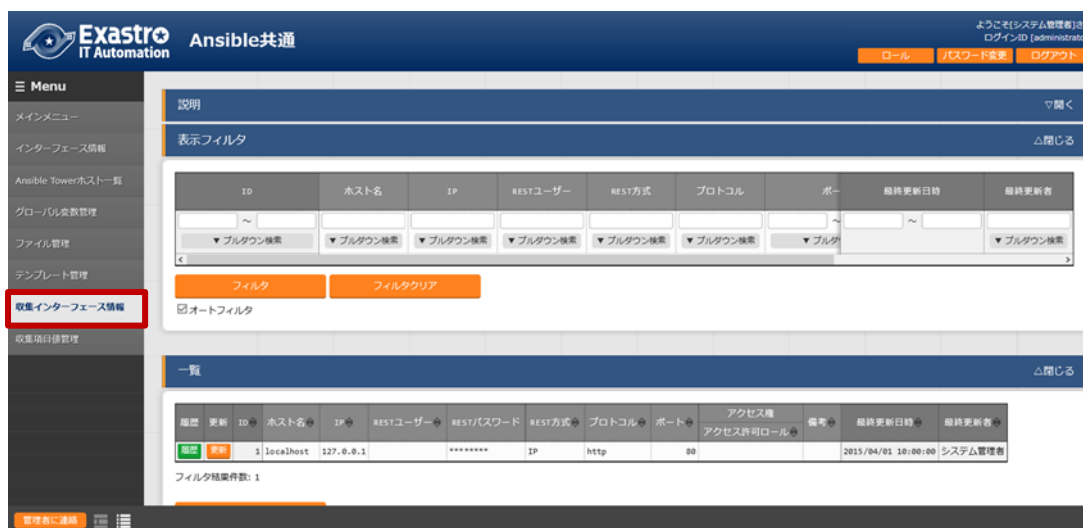 Exastro
IT Automation
Ansible共通
ようこそ[システム管理者]さ
ログインID [administrato
ロール
パスワード変更
ログアウト
Menu
メインメニュー
インターフェース情報
Ansible Towerホスト一覧
グローバル変数管理
ファイル管理
テンプレート管理
収集インターフェース情報
収集項目値管理
説明
▽開く
表示フィルタ
△閉じる
ID ホスト名 IP RESTユーザー REST方式 プロトコル ポー 最終更新日時 最終更新者
～ ～ ～
▼ プルダウン検索 ▼ プルダウン検索 ▼ プルダウン検索 ▼ プルダウン検索 ▼ プルダウン検索 ▼ プルダウン検索 ▼ プルダ ▼ プルダウン検索
フィルタ フィルタクリア
オートフィルタ
一覧
△閉じる
履歴 更新 ID ホスト名 IP RESTユーザー RESTパスワード REST方式 プロトコル ポート アクセス権 備考 最終更新日時 最終更新者
アクセス許可ロール
履歴 更新 1 localhost 127.0.0.1 ******** IP http 80 2015/04/01 10:00:00 システム管理者
フィルタ結果件数: 1
管理者に連絡